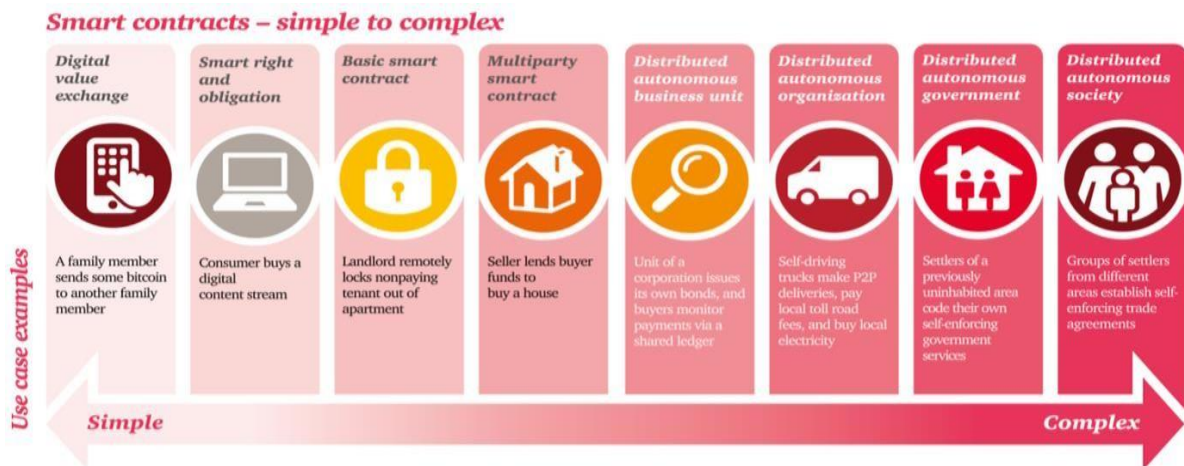 Smart contracts – simple to complex
Digital
value
exchange
Smart right
and
obligation
Basic smart
contract
Multiparty
smart
contract
Distributed
autonomous
business unit
Distributed
autonomous
organization
Distributed
autonomous
government
Distributed
autonomous
society
Use case examples
A family member
sends some bitcoin
to another family
member
Consumer buys a
digital
content stream
Landlord remotely
locks nonpaying
tenant out of
apartment
Seller lends buyer
funds to
buy a house
Unit of a
corporation issues
its own bonds, and
buyers monitor
payments via a
shared ledger
Self-driving
trucks make P2P
deliveries, pay
local toll road
fees, and buy local
electricity
Settlers of a
previously
uninhabited area
code their own
self-enforcing
government
services
Groups of settlers
from different
areas establish self-
enforcing trade
agreements
Simple
Complex